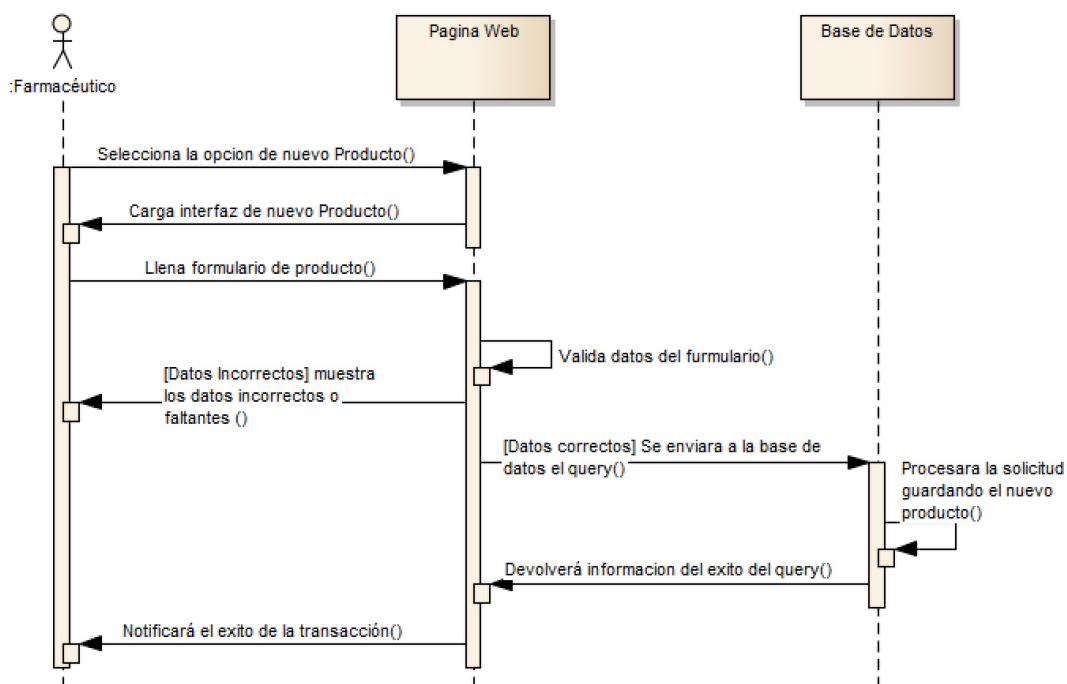 Pagina Web
Base de Datos
:Farmacéutico
Selecciona la opcion de nuevo Producto()
Carga interfaz de nuevo Producto()
Llena formulario de producto()
Valida datos del furmulario()
[Datos Incorrectos] muestra
los datos incorrectos o
faltantes ()
[Datos correctos] Se enviara a la base de
datos el query()
Procesara la solicitud
guardando el nuevo
producto()
Devolverá informacion del exito del query()
Notificará el exito de la transacción()